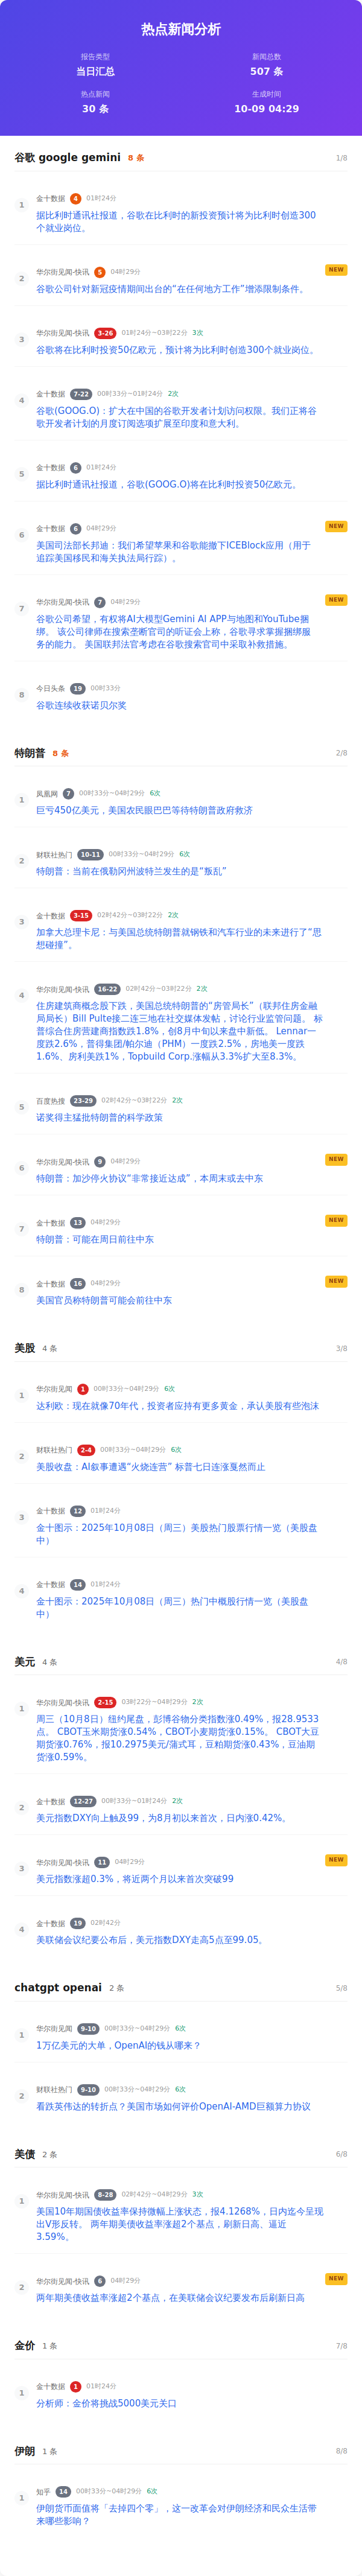 热点新闻分析
报告类型
当日汇总
新闻总数
507 条
热点新闻
30 条
生成时间
10-09 04:29
谷歌 google gemini 8 条 1/8
1
金十数据 4 01时24分
据比利时通讯社报道，谷歌在比利时的新投资预计将为比利时创造300
个就业岗位。
2
华尔街见闻-快讯 5 04时29分 NEW
谷歌公司针对新冠疫情期间出台的“在任何地方工作”增添限制条件。
3
华尔街见闻-快讯 3-26 01时24分~03时22分 3次
谷歌将在比利时投资50亿欧元，预计将为比利时创造300个就业岗位。
4
金十数据 7-22 00时33分~01时24分 2次
谷歌(GOOG.O)：扩大在中国的谷歌开发者计划访问权限。我们正将谷
歌开发者计划的月度订阅选项扩展至印度和意大利。
5
金十数据 6 01时24分
据比利时通讯社报道，谷歌(GOOG.O)将在比利时投资50亿欧元。
6
金十数据 6 04时29分 NEW
美国司法部长邦迪：我们希望苹果和谷歌能撤下ICEBlock应用（用于
追踪美国移民和海关执法局行踪）。
7
华尔街见闻-快讯 7 04时29分 NEW
谷歌公司希望，有权将AI大模型Gemini AI APP与地图和YouTube捆
绑。 该公司律师在搜索垄断官司的听证会上称，谷歌寻求掌握捆绑服
务的能力。 美国联邦法官考虑在谷歌搜索官司中采取补救措施。
8
今日头条 19 00时33分
谷歌连续收获诺贝尔奖
特朗普 8 条 2/8
1
凤凰网 7 00时33分~04时29分 6次
巨亏450亿美元，美国农民眼巴巴等待特朗普政府救济
2
财联社热门 10-11 00时33分~04时29分 6次
特朗普：当前在俄勒冈州波特兰发生的是“叛乱”
3
金十数据 3-15 02时42分~03时22分 2次
加拿大总理卡尼：与美国总统特朗普就钢铁和汽车行业的未来进行了“思
想碰撞”。
4
华尔街见闻-快讯 16-22 02时42分~03时22分 2次
住房建筑商概念股下跌，美国总统特朗普的“房管局长”（联邦住房金融
局局长）Bill Pulte接二连三地在社交媒体发帖，讨论行业监管问题。 标
普综合住房营建商指数跌1.8%，创8月中旬以来盘中新低。 Lennar一
度跌2.6%，普得集团/帕尔迪（PHM）一度跌2.5%，房地美一度跌
1.6%、房利美跌1%，Topbuild Corp.涨幅从3.3%扩大至8.3%。
5
百度热搜 23-29 02时42分~03时22分 2次
诺奖得主猛批特朗普的科学政策
6
华尔街见闻-快讯 9 04时29分 NEW
特朗普：加沙停火协议“非常接近达成”，本周末或去中东
7
金十数据 13 04时29分 NEW
特朗普：可能在周日前往中东
8
金十数据 16 04时29分 NEW
美国官员称特朗普可能会前往中东
美股 4 条 3/8
1
华尔街见闻 1 00时33分~04时29分 6次
达利欧：现在就像70年代，投资者应持有更多黄金，承认美股有些泡沫
2
财联社热门 2-4 00时33分~04时29分 6次
美股收盘：AI叙事遭遇“火烧连营” 标普七日连涨戛然而止
3
金十数据 12 01时24分
金十图示：2025年10月08日（周三）美股热门股票行情一览（美股盘
中）
4
金十数据 14 01时24分
金十图示：2025年10月08日（周三）热门中概股行情一览（美股盘
中）
美元 4 条 4/8
1
华尔街见闻-快讯 2-15 03时22分~04时29分 2次
周三（10月8日）纽约尾盘，彭博谷物分类指数涨0.49%，报28.9533
点。 CBOT玉米期货涨0.54%，CBOT小麦期货涨0.15%。 CBOT大豆
期货涨0.76%，报10.2975美元/蒲式耳，豆粕期货涨0.43%，豆油期
货涨0.59%。
2
金十数据 12-27 00时33分~01时24分 2次
美元指数DXY向上触及99，为8月初以来首次，日内涨0.42%。
3
华尔街见闻-快讯 11 04时29分 NEW
美元指数涨超0.3%，将近两个月以来首次突破99
4
金十数据 19 02时42分
美联储会议纪要公布后，美元指数DXY走高5点至99.05。
chatgpt openai 2 条 5/8
1
华尔街见闻 9-10 00时33分~04时29分 6次
1万亿美元的大单，OpenAI的钱从哪来？
2
财联社热门 9-10 00时33分~04时29分 6次
看跌英伟达的转折点？美国市场如何评价OpenAI-AMD巨额算力协议
美债 2 条 6/8
1
华尔街见闻-快讯 8-28 02时42分~04时29分 3次
美国10年期国债收益率保持微幅上涨状态，报4.1268%，日内迄今呈现
出V形反转。 两年期美债收益率涨超2个基点，刷新日高、逼近
3.59%。
2
华尔街见闻-快讯 6 04时29分 NEW
两年期美债收益率涨超2个基点，在美联储会议纪要发布后刷新日高
金价 1 条 7/8
1
金十数据 1 01时24分
分析师：金价将挑战5000美元关口
伊朗 1 条 8/8
1
知乎 14 00时33分~04时29分 6次
伊朗货币面值将「去掉四个零」，这一改革会对伊朗经济和民众生活带
来哪些影响？